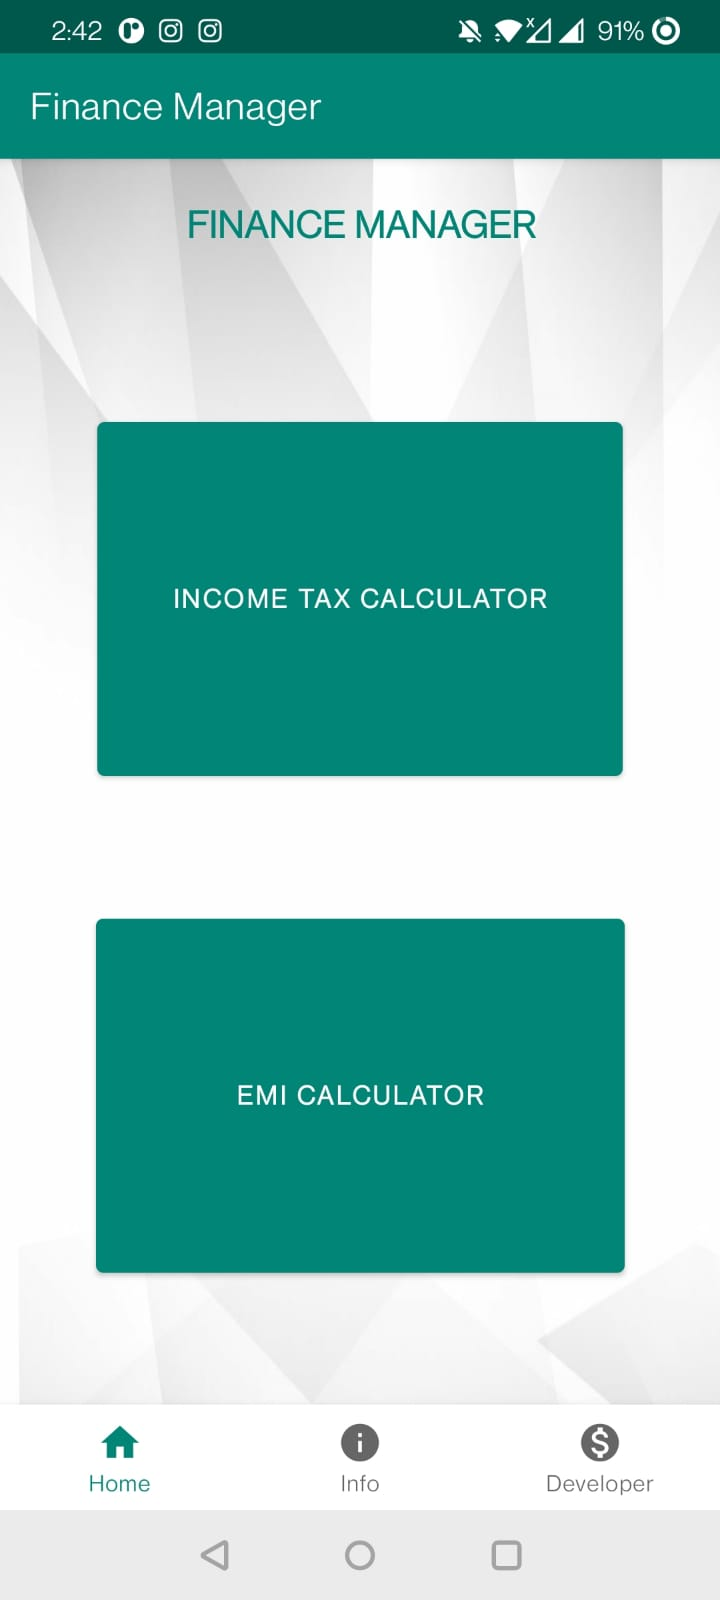 2:42 91%
Finance Manager
FINANCE MANAGER
INCOME TAX CALCULATOR
EMI CALCULATOR
Home Info Developer